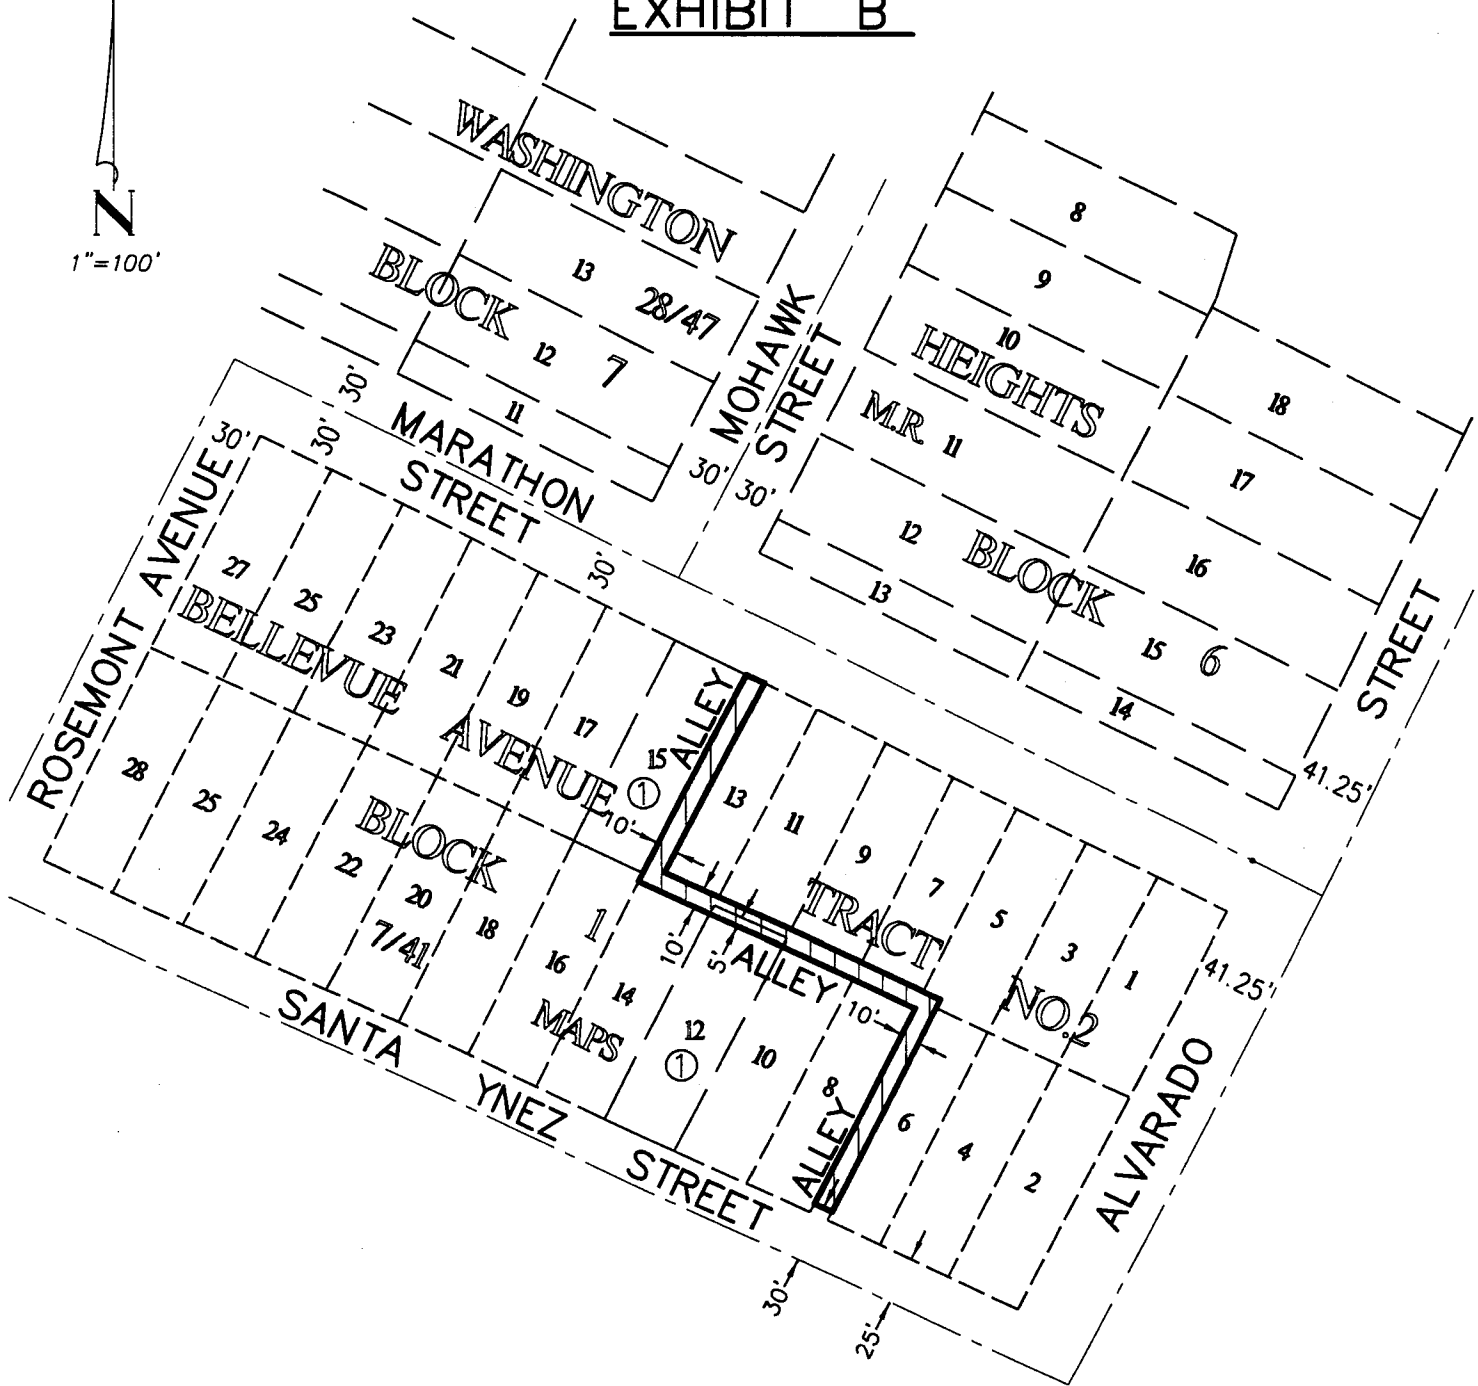 EXHIBIT B
N
1"=100'
WASHINGTON
HEIGHTS
M.R.
28/47
BLOCK 7
13
12
11
MOHAWK
STREET
30' 30'
8
9
10
11
12
13
18
17
16
15
14
BLOCK 6
MARATHON
STREET
30'
30'
30'
30'
ROSEMONT AVENUE
BELLEVUE
AVENUE
TRACT
NO.2
BLOCK 1
7/41
MAPS
27
25
23
21
19
17
15
1
13
11
9
7
5
3
1
28
25
24
22
20
18
16
14
12
1
10
8
6
4
2
ALLEY
10'
10'
5'
ALLEY
10'
ALLEY
SANTA YNEZ STREET
30'
25'
ALVARADO STREET
41.25'
41.25'